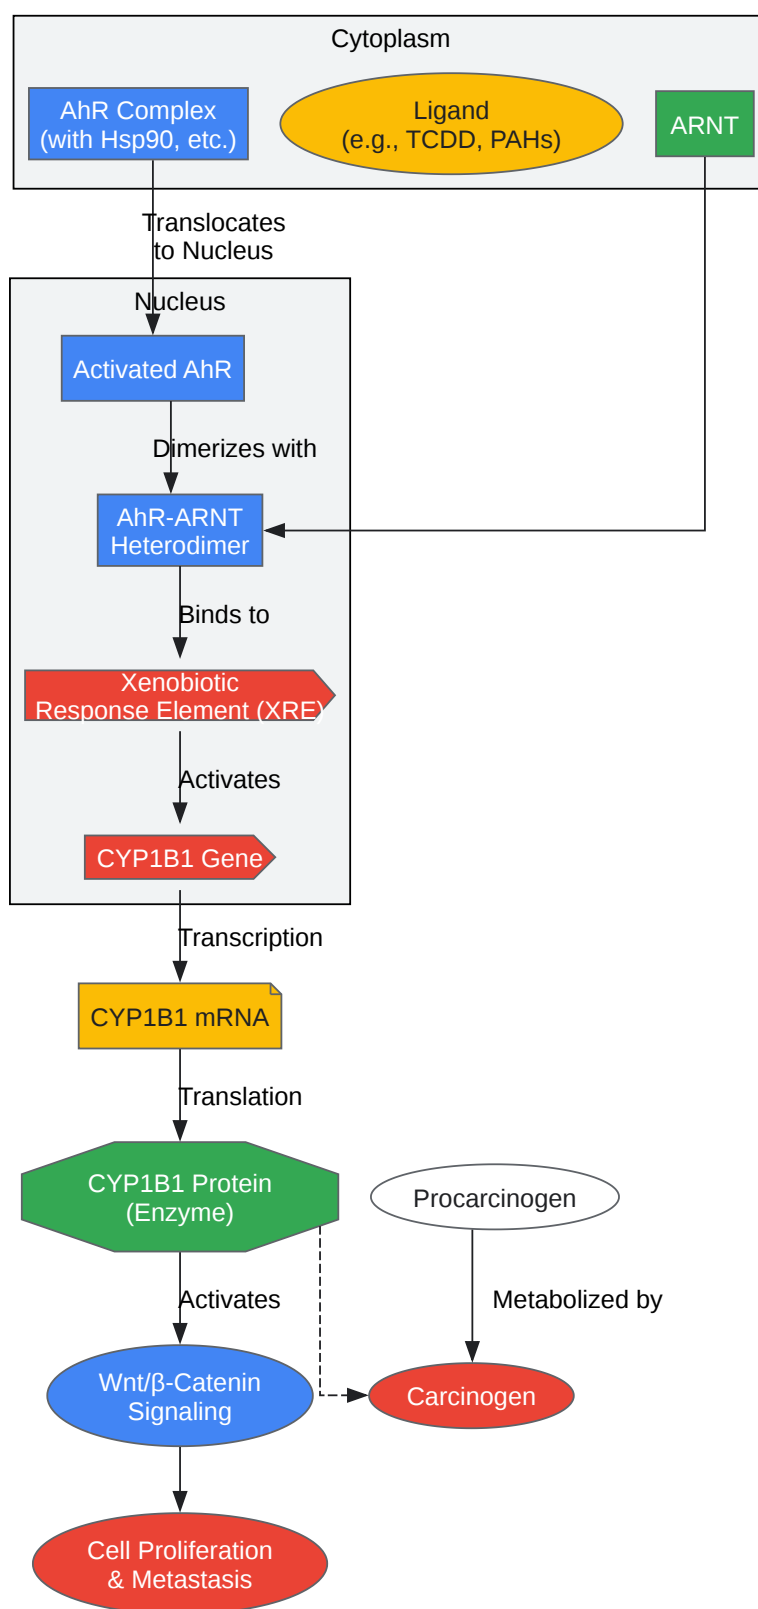 Cytoplasm
AhR Complex
(with Hsp90, etc.)
Ligand
(e.g., TCDD, PAHs)
ARNT
Translocates
to Nucleus
Nucleus
Activated AhR
Dimerizes with
AhR-ARNT
Heterodimer
Binds to
Xenobiotic
Response Element (XRE)
Activates
CYP1B1 Gene
Transcription
CYP1B1 mRNA
Translation
CYP1B1 Protein
(Enzyme)
Procarcinogen
Activates
Metabolized by
Wnt/β-Catenin
Signaling
Carcinogen
Cell Proliferation
& Metastasis